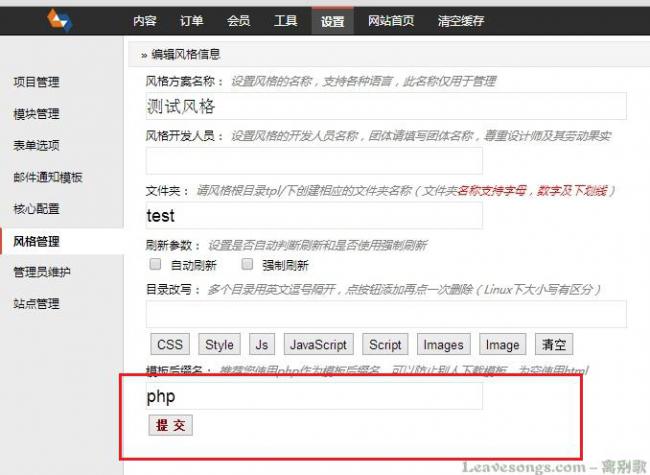 内容 订单 会员 工具 设置 网站首页 清空缓存
» 编辑风格信息
项目管理
模块管理
表单选项
邮件通知模板
核心配置
风格管理
管理员维护
站点管理
风格方案名称： 设置风格的名称，支持各种语言，此名称仅用于管理
测试风格
风格开发人员： 设置风格的开发人员名称，团体请填写团体名称，尊重设计师及其劳动果实
文件夹： 请风格根目录tpl/下创建相应的文件夹名称（文件夹名称支持字母，数字及下划线）
test
刷新参数： 设置是否自动判断刷新和是否使用强制刷新
自动刷新 强制刷新
目录改写： 多个目录用英文逗号隔开，点按钮添加再点一次删除（Linux下大小写有区分）
CSS Style Js JavaScript Script Images Image 清空
模板后缀名： 推荐您使用php作为模板后缀名，可以防止别人下载模板，为空使用html
php
提 交
Leavesongs.com - 离别歌